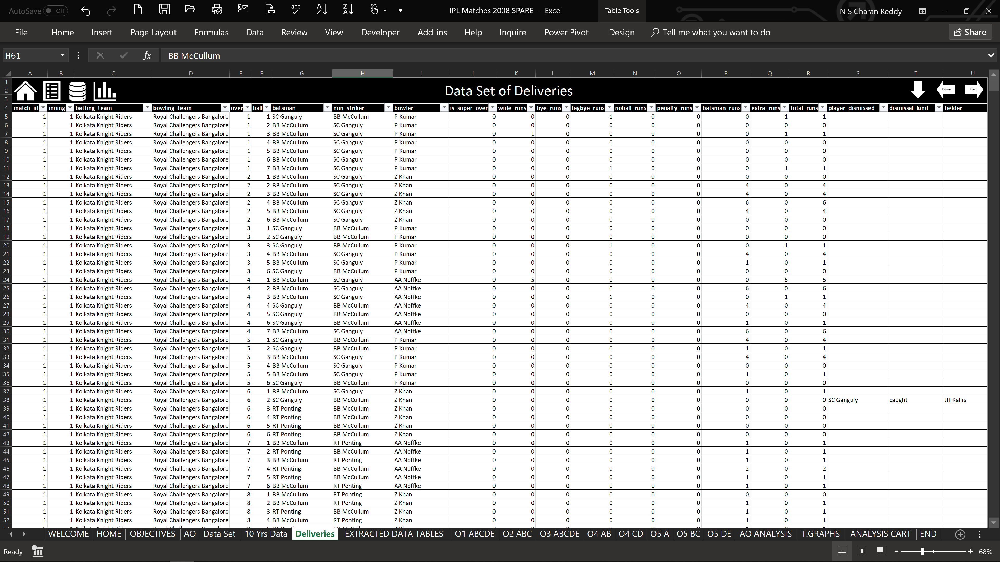 AutoSave Off abc IPL Matches 2008 SPARE - Excel Table Tools N S Charan Reddy
File Home Insert Page Layout Formulas Data Review View Developer Add-ins Help Inquire Power Pivot Design Tell me what you want to do Share
H61 fx BB McCullum
A B C D E F G H I J K L M N O P Q R S T U
1
2 Data Set of Deliveries Previous Next
3
4 match_id inning batting_team bowling_team over ball batsman non_striker bowler is_super_over wide_runs bye_runs legbye_runs noball_runs penalty_runs batsman_runs extra_runs total_runs player_dismissed dismissal_kind fielder
5 1 1 Kolkata Knight Riders Royal Challengers Bangalore 1 1 SC Ganguly BB McCullum P Kumar 0 0 0 1 0 0 0 1 1
6 1 1 Kolkata Knight Riders Royal Challengers Bangalore 1 2 BB McCullum SC Ganguly P Kumar 0 0 0 0 0 0 0 0 0
7 1 1 Kolkata Knight Riders Royal Challengers Bangalore 1 3 BB McCullum SC Ganguly P Kumar 0 1 0 0 0 0 0 1 1
8 1 1 Kolkata Knight Riders Royal Challengers Bangalore 1 4 BB McCullum SC Ganguly P Kumar 0 0 0 0 0 0 0 0 0
9 1 1 Kolkata Knight Riders Royal Challengers Bangalore 1 5 BB McCullum SC Ganguly P Kumar 0 0 0 0 0 0 0 0 0
10 1 1 Kolkata Knight Riders Royal Challengers Bangalore 1 6 BB McCullum SC Ganguly P Kumar 0 0 0 0 0 0 0 0 0
11 1 1 Kolkata Knight Riders Royal Challengers Bangalore 1 7 BB McCullum SC Ganguly P Kumar 0 0 0 1 0 0 0 1 1
12 1 1 Kolkata Knight Riders Royal Challengers Bangalore 2 1 BB McCullum SC Ganguly Z Khan 0 0 0 0 0 0 0 0 0
13 1 1 Kolkata Knight Riders Royal Challengers Bangalore 2 2 BB McCullum SC Ganguly Z Khan 0 0 0 0 0 0 4 0 4
14 1 1 Kolkata Knight Riders Royal Challengers Bangalore 2 3 BB McCullum SC Ganguly Z Khan 0 0 0 0 0 0 4 0 4
15 1 1 Kolkata Knight Riders Royal Challengers Bangalore 2 4 BB McCullum SC Ganguly Z Khan 0 0 0 0 0 0 6 0 6
16 1 1 Kolkata Knight Riders Royal Challengers Bangalore 2 5 BB McCullum SC Ganguly Z Khan 0 0 0 0 0 0 4 0 4
17 1 1 Kolkata Knight Riders Royal Challengers Bangalore 2 6 BB McCullum SC Ganguly Z Khan 0 0 0 0 0 0 0 0 0
18 1 1 Kolkata Knight Riders Royal Challengers Bangalore 3 1 SC Ganguly BB McCullum P Kumar 0 0 0 0 0 0 0 0 0
19 1 1 Kolkata Knight Riders Royal Challengers Bangalore 3 2 SC Ganguly BB McCullum P Kumar 0 0 0 0 0 0 0 0 0
20 1 1 Kolkata Knight Riders Royal Challengers Bangalore 3 3 SC Ganguly BB McCullum P Kumar 0 0 0 1 0 0 0 1 1
21 1 1 Kolkata Knight Riders Royal Challengers Bangalore 3 4 BB McCullum SC Ganguly P Kumar 0 0 0 0 0 0 4 0 4
22 1 1 Kolkata Knight Riders Royal Challengers Bangalore 3 5 BB McCullum SC Ganguly P Kumar 0 0 0 0 0 0 1 0 1
23 1 1 Kolkata Knight Riders Royal Challengers Bangalore 3 6 SC Ganguly BB McCullum P Kumar 0 0 0 0 0 0 0 0 0
24 1 1 Kolkata Knight Riders Royal Challengers Bangalore 4 1 BB McCullum SC Ganguly AA Noffke 0 5 0 0 0 0 0 5 5
25 1 1 Kolkata Knight Riders Royal Challengers Bangalore 4 2 BB McCullum SC Ganguly AA Noffke 0 0 0 0 0 0 6 0 6
26 1 1 Kolkata Knight Riders Royal Challengers Bangalore 4 3 BB McCullum SC Ganguly AA Noffke 0 0 0 1 0 0 0 1 1
27 1 1 Kolkata Knight Riders Royal Challengers Bangalore 4 4 SC Ganguly BB McCullum AA Noffke 0 0 0 0 0 0 4 0 4
28 1 1 Kolkata Knight Riders Royal Challengers Bangalore 4 5 SC Ganguly BB McCullum AA Noffke 0 0 0 0 0 0 0 0 0
29 1 1 Kolkata Knight Riders Royal Challengers Bangalore 4 6 SC Ganguly BB McCullum AA Noffke 0 0 0 0 0 0 1 0 1
30 1 1 Kolkata Knight Riders Royal Challengers Bangalore 4 7 BB McCullum SC Ganguly AA Noffke 0 0 0 0 0 0 6 0 6
31 1 1 Kolkata Knight Riders Royal Challengers Bangalore 5 1 SC Ganguly BB McCullum P Kumar 0 0 0 0 0 0 4 0 4
32 1 1 Kolkata Knight Riders Royal Challengers Bangalore 5 2 SC Ganguly BB McCullum P Kumar 0 0 0 0 0 0 1 0 1
33 1 1 Kolkata Knight Riders Royal Challengers Bangalore 5 3 BB McCullum SC Ganguly P Kumar 0 0 0 0 0 0 4 0 4
34 1 1 Kolkata Knight Riders Royal Challengers Bangalore 5 4 BB McCullum SC Ganguly P Kumar 0 0 0 0 0 0 0 0 0
35 1 1 Kolkata Knight Riders Royal Challengers Bangalore 5 5 BB McCullum SC Ganguly P Kumar 0 0 0 0 0 0 1 0 1
36 1 1 Kolkata Knight Riders Royal Challengers Bangalore 5 6 SC Ganguly BB McCullum P Kumar 0 0 0 0 0 0 0 0 0
37 1 1 Kolkata Knight Riders Royal Challengers Bangalore 6 1 BB McCullum SC Ganguly Z Khan 0 0 0 0 0 0 1 0 1
38 1 1 Kolkata Knight Riders Royal Challengers Bangalore 6 2 SC Ganguly BB McCullum Z Khan 0 0 0 0 0 0 0 0 0 SC Ganguly caught JH Kallis
39 1 1 Kolkata Knight Riders Royal Challengers Bangalore 6 3 RT Ponting BB McCullum Z Khan 0 0 0 0 0 0 0 0 0
40 1 1 Kolkata Knight Riders Royal Challengers Bangalore 6 4 RT Ponting BB McCullum Z Khan 0 0 0 0 0 0 0 0 0
41 1 1 Kolkata Knight Riders Royal Challengers Bangalore 6 5 RT Ponting BB McCullum Z Khan 0 0 0 0 0 0 0 0 0
42 1 1 Kolkata Knight Riders Royal Challengers Bangalore 6 6 RT Ponting BB McCullum Z Khan 0 0 0 0 0 0 0 0 0
43 1 1 Kolkata Knight Riders Royal Challengers Bangalore 7 1 BB McCullum RT Ponting AA Noffke 0 0 0 0 0 0 1 0 1
44 1 1 Kolkata Knight Riders Royal Challengers Bangalore 7 2 RT Ponting BB McCullum AA Noffke 0 0 0 0 0 0 1 0 1
45 1 1 Kolkata Knight Riders Royal Challengers Bangalore 7 3 BB McCullum RT Ponting AA Noffke 0 0 0 0 0 0 1 0 1
46 1 1 Kolkata Knight Riders Royal Challengers Bangalore 7 4 RT Ponting BB McCullum AA Noffke 0 0 0 0 0 0 2 0 2
47 1 1 Kolkata Knight Riders Royal Challengers Bangalore 7 5 RT Ponting BB McCullum AA Noffke 0 0 0 0 0 0 1 0 1
48 1 1 Kolkata Knight Riders Royal Challengers Bangalore 7 6 BB McCullum RT Ponting AA Noffke 0 0 0 0 0 0 1 0 1
49 1 1 Kolkata Knight Riders Royal Challengers Bangalore 8 1 BB McCullum RT Ponting Z Khan 0 0 0 0 0 0 0 0 0
50 1 1 Kolkata Knight Riders Royal Challengers Bangalore 8 2 BB McCullum RT Ponting Z Khan 0 0 0 0 0 0 1 0 1
51 1 1 Kolkata Knight Riders Royal Challengers Bangalore 8 3 RT Ponting BB McCullum Z Khan 0 0 0 0 0 0 1 0 1
52 1 1 Kolkata Knight Riders Royal Challengers Bangalore 8 4 BB McCullum RT Ponting Z Khan 0 0 0 0 0 0 1 0 1
WELCOME HOME OBJECTIVES AO Data Set 10 Yrs Data Deliveries EXTRACTED DATA TABLES O1 ABCDE O2 ABC O3 ABCDE O4 AB O4 CD O5 A O5 BC O5 DE AO ANALYSIS T.GRAPHS ANALYSIS CART END
Ready 68%